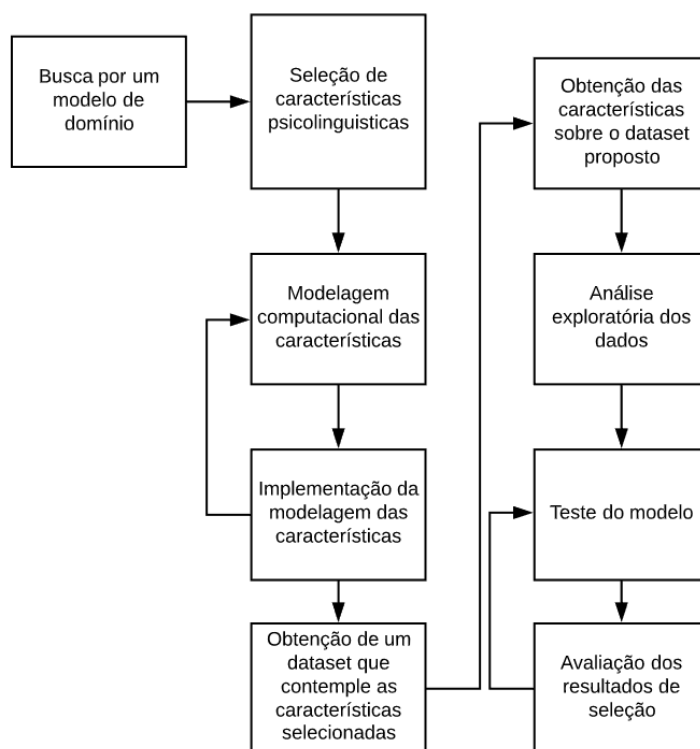 Busca por um
modelo de
domínio
Seleção de
características
psicolinguisticas
Modelagem
computacional das
características
Implementação da
modelagem das
características
Obtenção de um
dataset que
contemple as
características
selecionadas
Obtenção das
características
sobre o dataset
proposto
Análise
exploratória dos
dados
Teste do modelo
Avaliação dos
resultados de
seleção